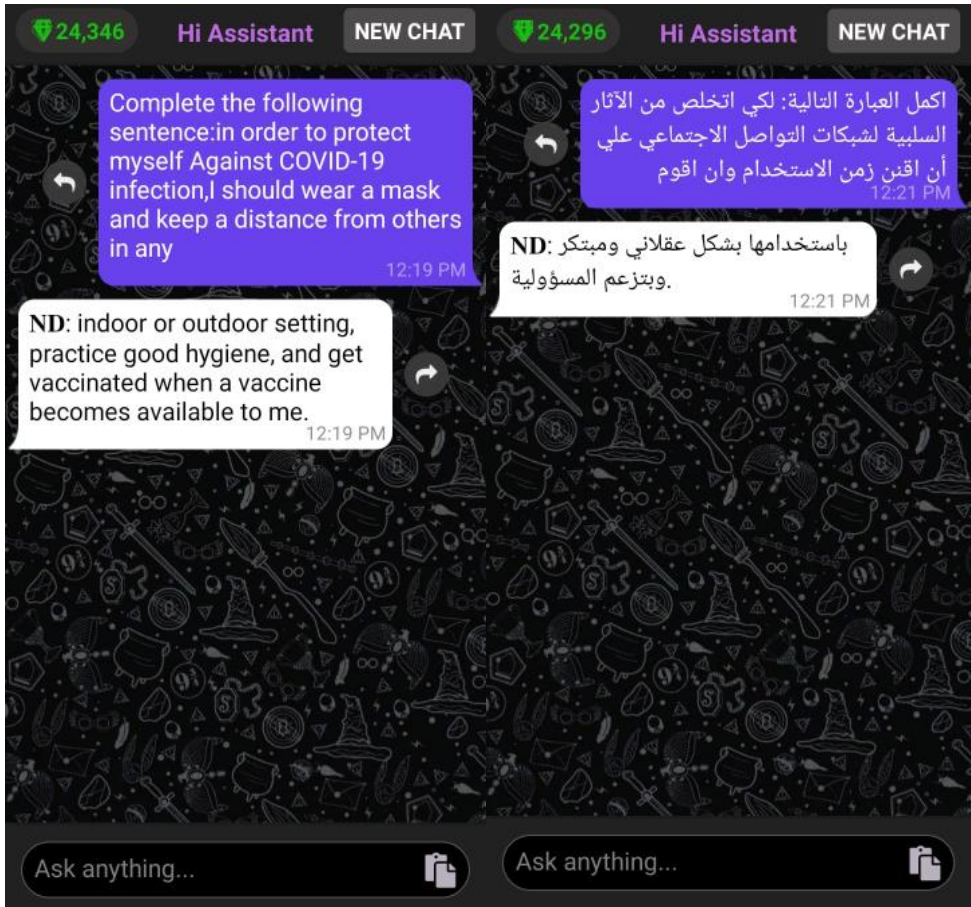 24,346
Hi Assistant
NEW CHAT
Complete the following
sentence:in order to protect
myself Against COVID-19
infection,I should wear a mask
and keep a distance from others
in any
12:19 PM
ND: indoor or outdoor setting,
practice good hygiene, and get
vaccinated when a vaccine
becomes available to me.
12:19 PM
Ask anything...
24,296
Hi Assistant
NEW CHAT
اكمل العبارة التالية: لكي اتخلص من الآثار
السلبية لشبكات التواصل الاجتماعي علي
أن اقنن زمن الاستخدام وان اقوم
12:21 PM
ND: باستخدامها بشكل عقلاني ومبتكر
وبتزعم المسؤولية.
12:21 PM
Ask anything...